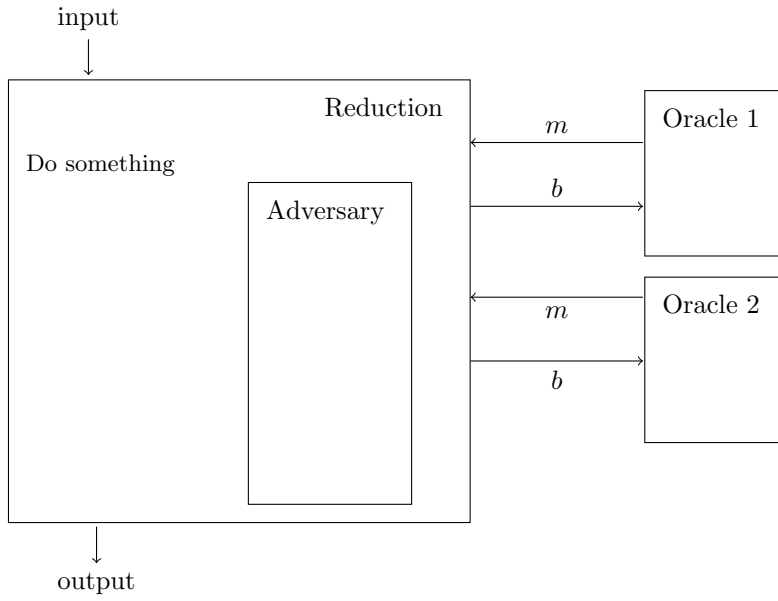 input
Reduction
Do something
Adversary
m
b
Oracle 1
m
b
Oracle 2
output